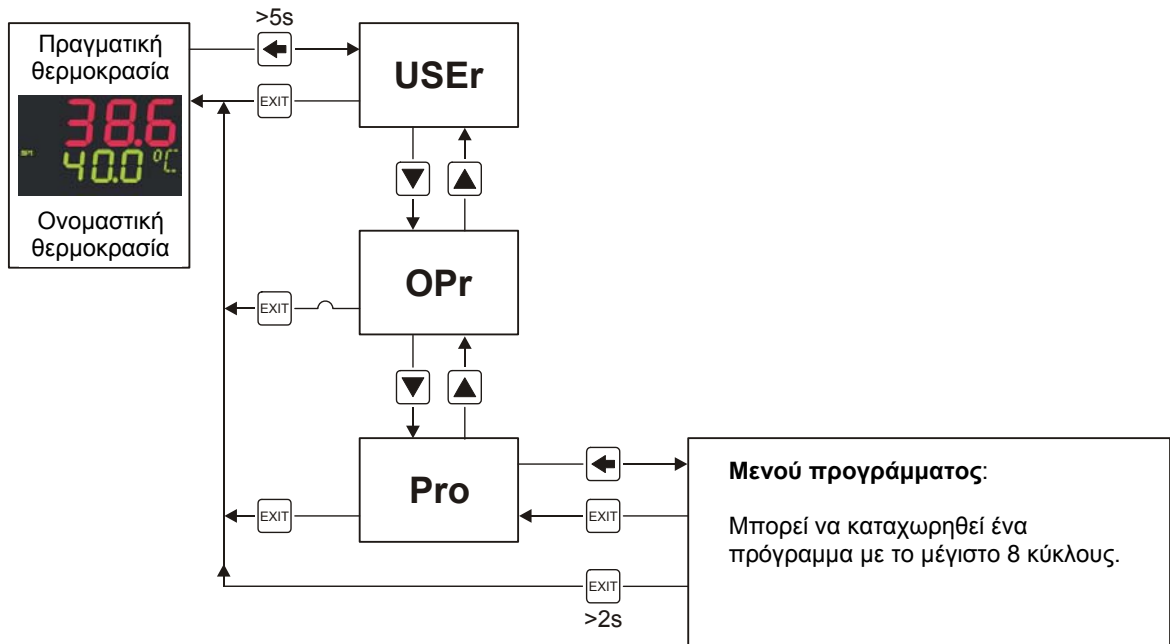 >5s
Πραγματική
θερμοκρασία
38.6
40.0 °C
Ονομαστική
θερμοκρασία
EXIT
USEr
EXIT
OPr
EXIT
Pro
EXIT
EXIT
>2s
Μενού προγράμματος:
Μπορεί να καταχωρηθεί ένα
πρόγραμμα με το μέγιστο 8 κύκλους.